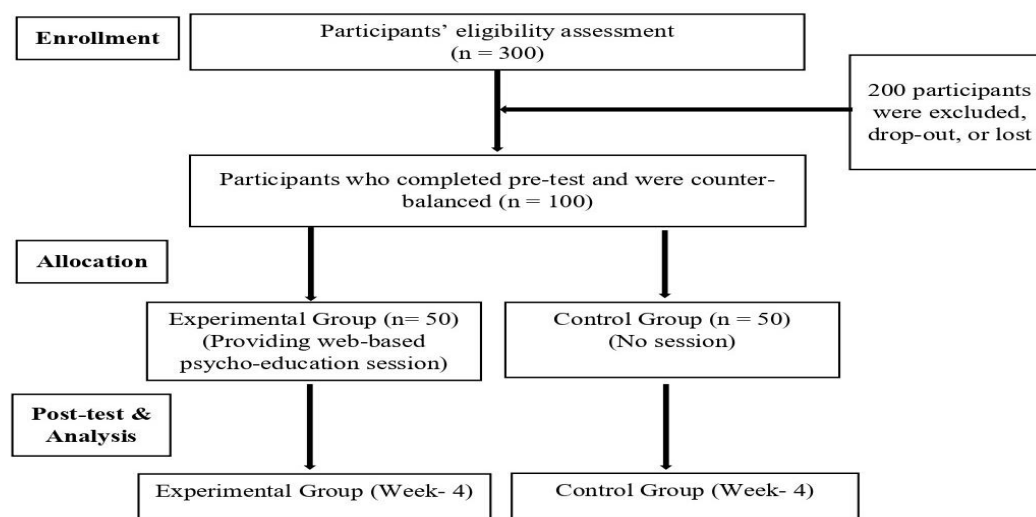 Enrollment
Participants’ eligibility assessment
(n = 300)
200 participants
were excluded,
drop-out, or lost
Participants who completed pre-test and were counter-
balanced (n = 100)
Allocation
Experimental Group (n= 50)
(Providing web-based
psycho-education session)
Control Group (n = 50)
(No session)
Post-test &
Analysis
Experimental Group (Week- 4)
Control Group (Week- 4)